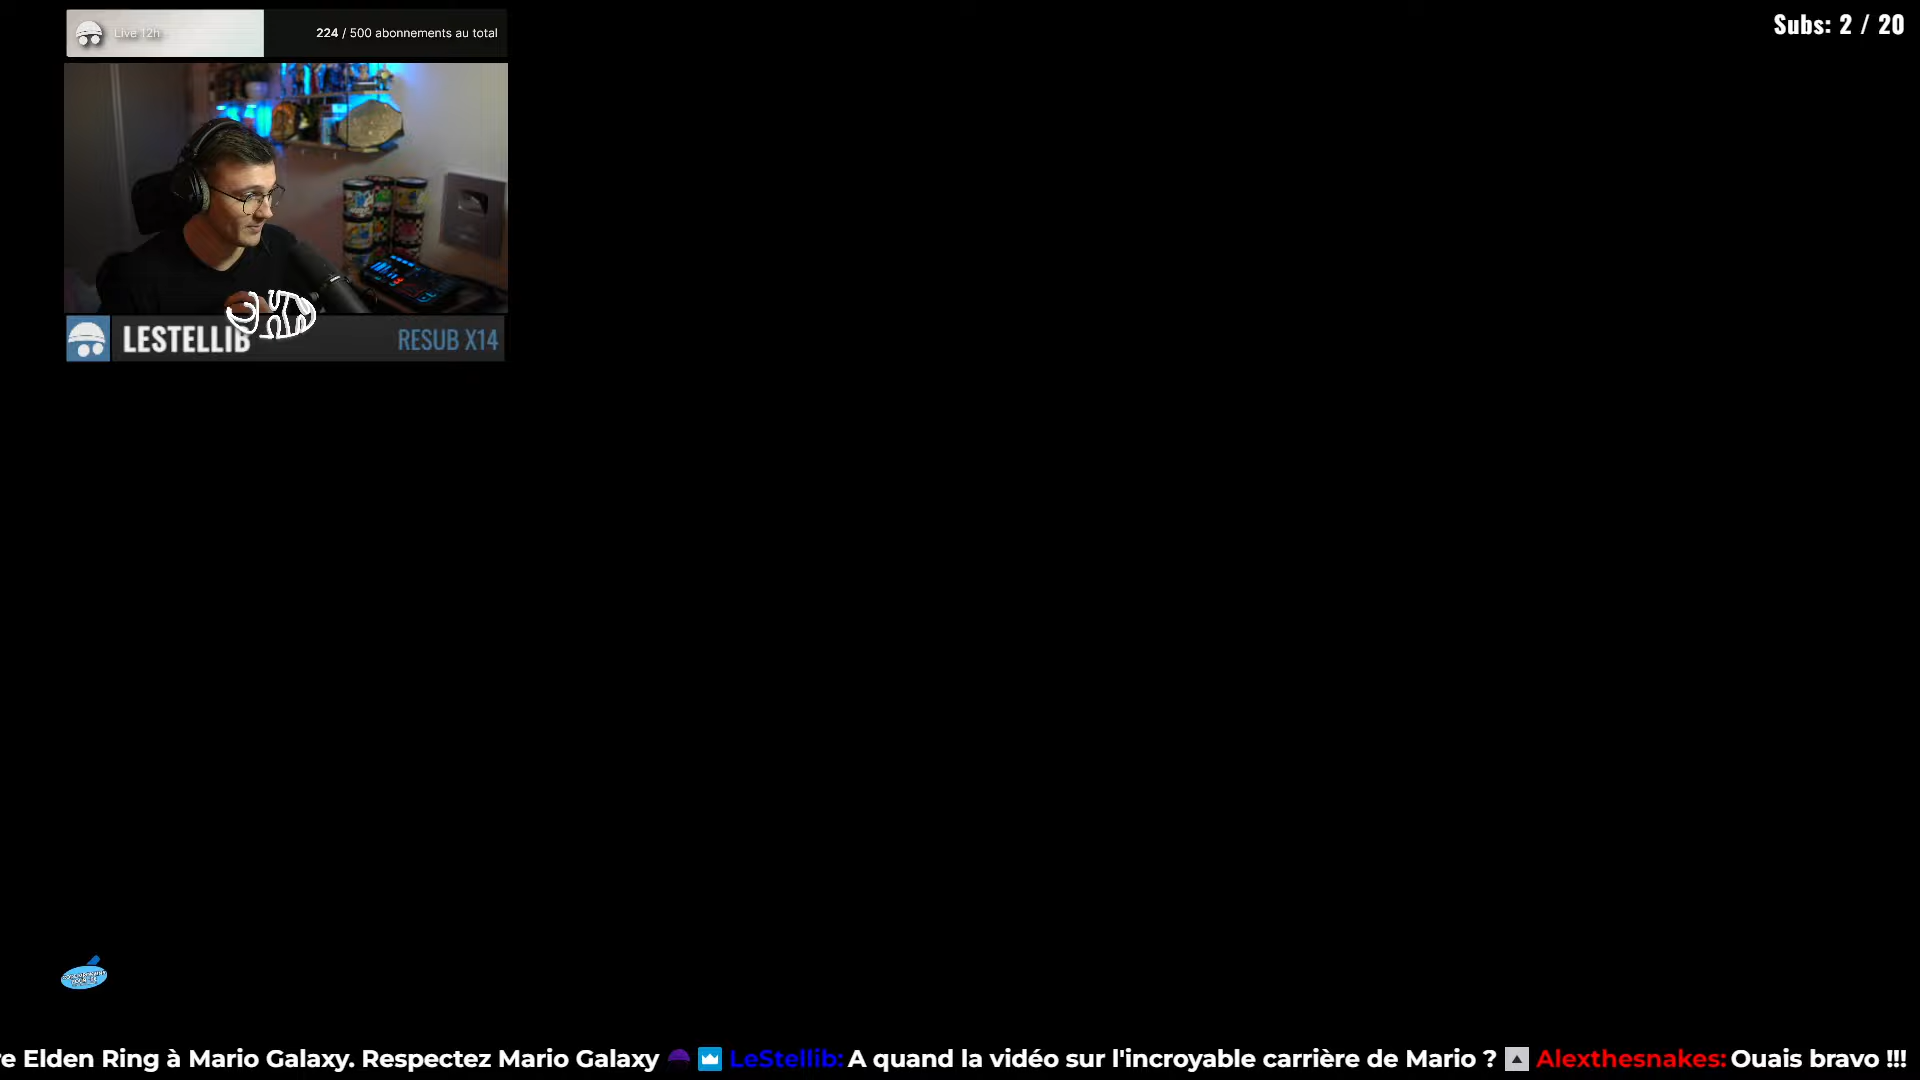 Live 12h
224 / 500 abonnements au total
Subs: 2 / 20
LESTELLIB
RESUB X14
Elden Ring à Mario Galaxy. Respectez Mario Galaxy LeStellib: A quand la vidéo sur l'incroyable carrière de Mario ? Alexthesnakes: Ouais bravo !!!